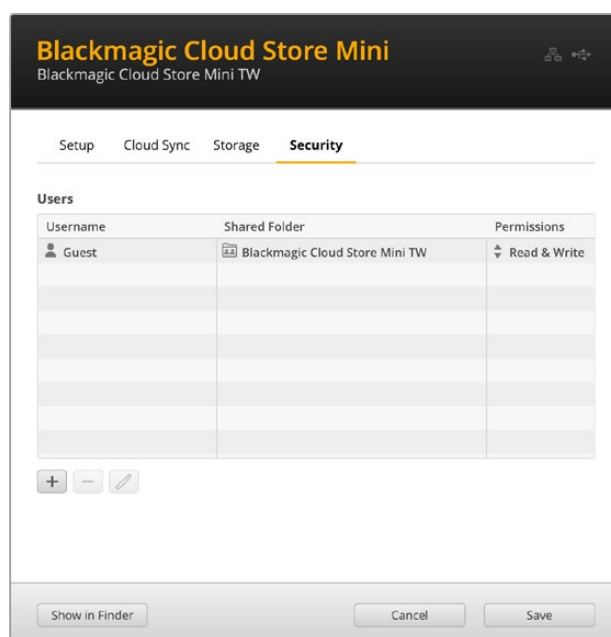 Blackmagic Cloud Store Mini
Blackmagic Cloud Store Mini TW
Setup Cloud Sync Storage Security
Users
Username Shared Folder Permissions
Guest Blackmagic Cloud Store Mini TW Read & Write
Show in Finder Cancel Save